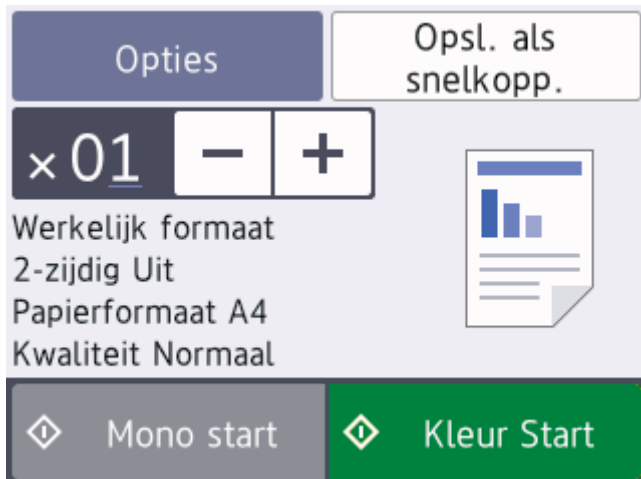 Opties
Opsl. als
snelkopp.
×01
− +
Werkelijk formaat
2-zijdig Uit
Papierformaat A4
Kwaliteit Normaal
Mono start
Kleur Start